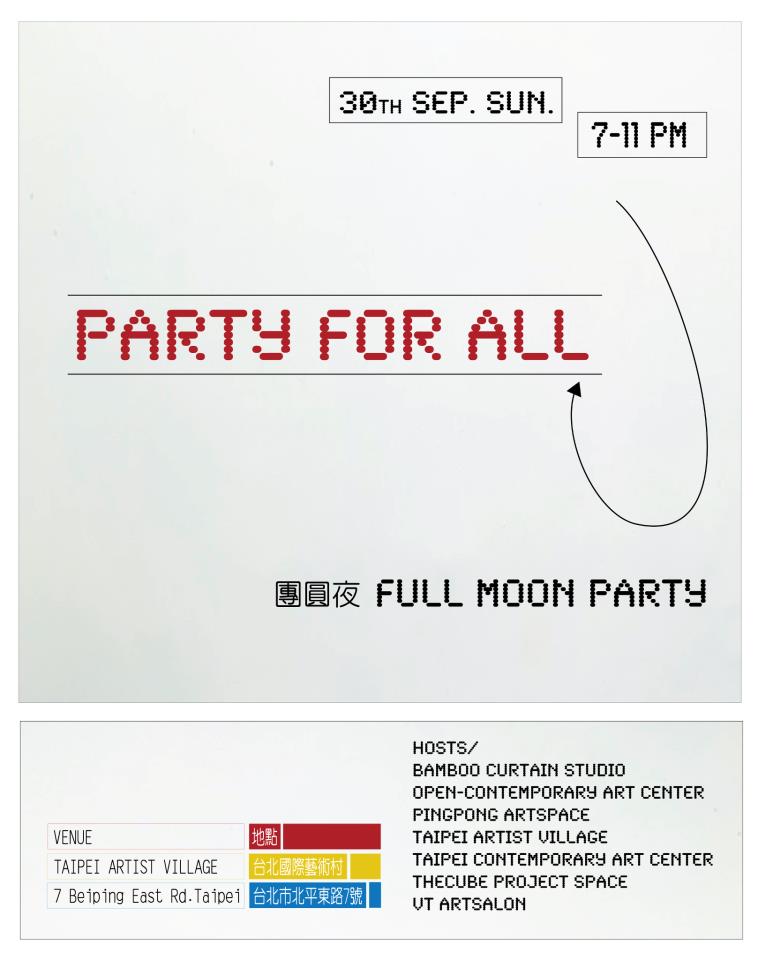 30TH SEP. SUN.
7-11 PM
PARTY FOR ALL
團圓夜 FULL MOON PARTY
VENUE 地點
TAIPEI ARTIST VILLAGE 台北國際藝術村
7 Beiping East Rd.Taipei 台北市北平東路7號
HOSTS/
BAMBOO CURTAIN STUDIO
OPEN-CONTEMPORARY ART CENTER
PINGPONG ARTSPACE
TAIPEI ARTIST VILLAGE
TAIPEI CONTEMPORARY ART CENTER
THECUBE PROJECT SPACE
VT ARTSALON